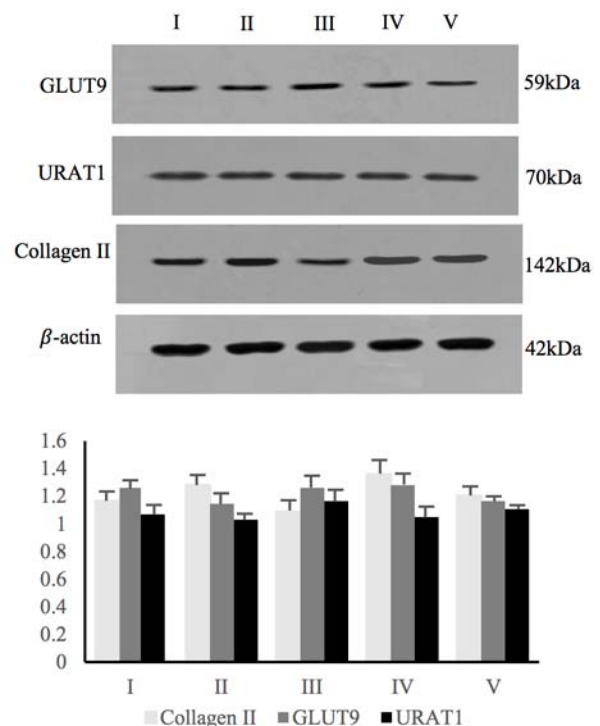 I II III IV V
GLUT9 59kDa
URAT1 70kDa
Collagen II 142kDa
β-actin 42kDa
1.6
1.4
1.2
1
0.8
0.6
0.4
0.2
0
I II III IV V
Collagen II GLUT9 URAT1